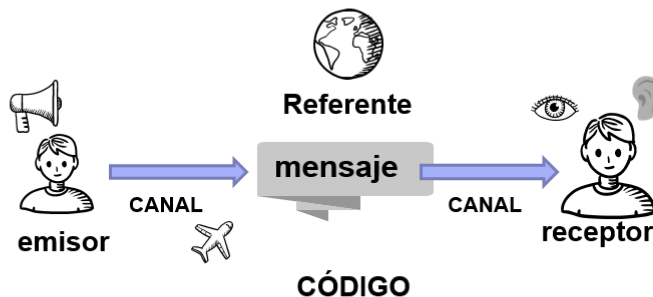 Referente
mensaje
CANAL
CANAL
emisor
receptor
CÓDIGO